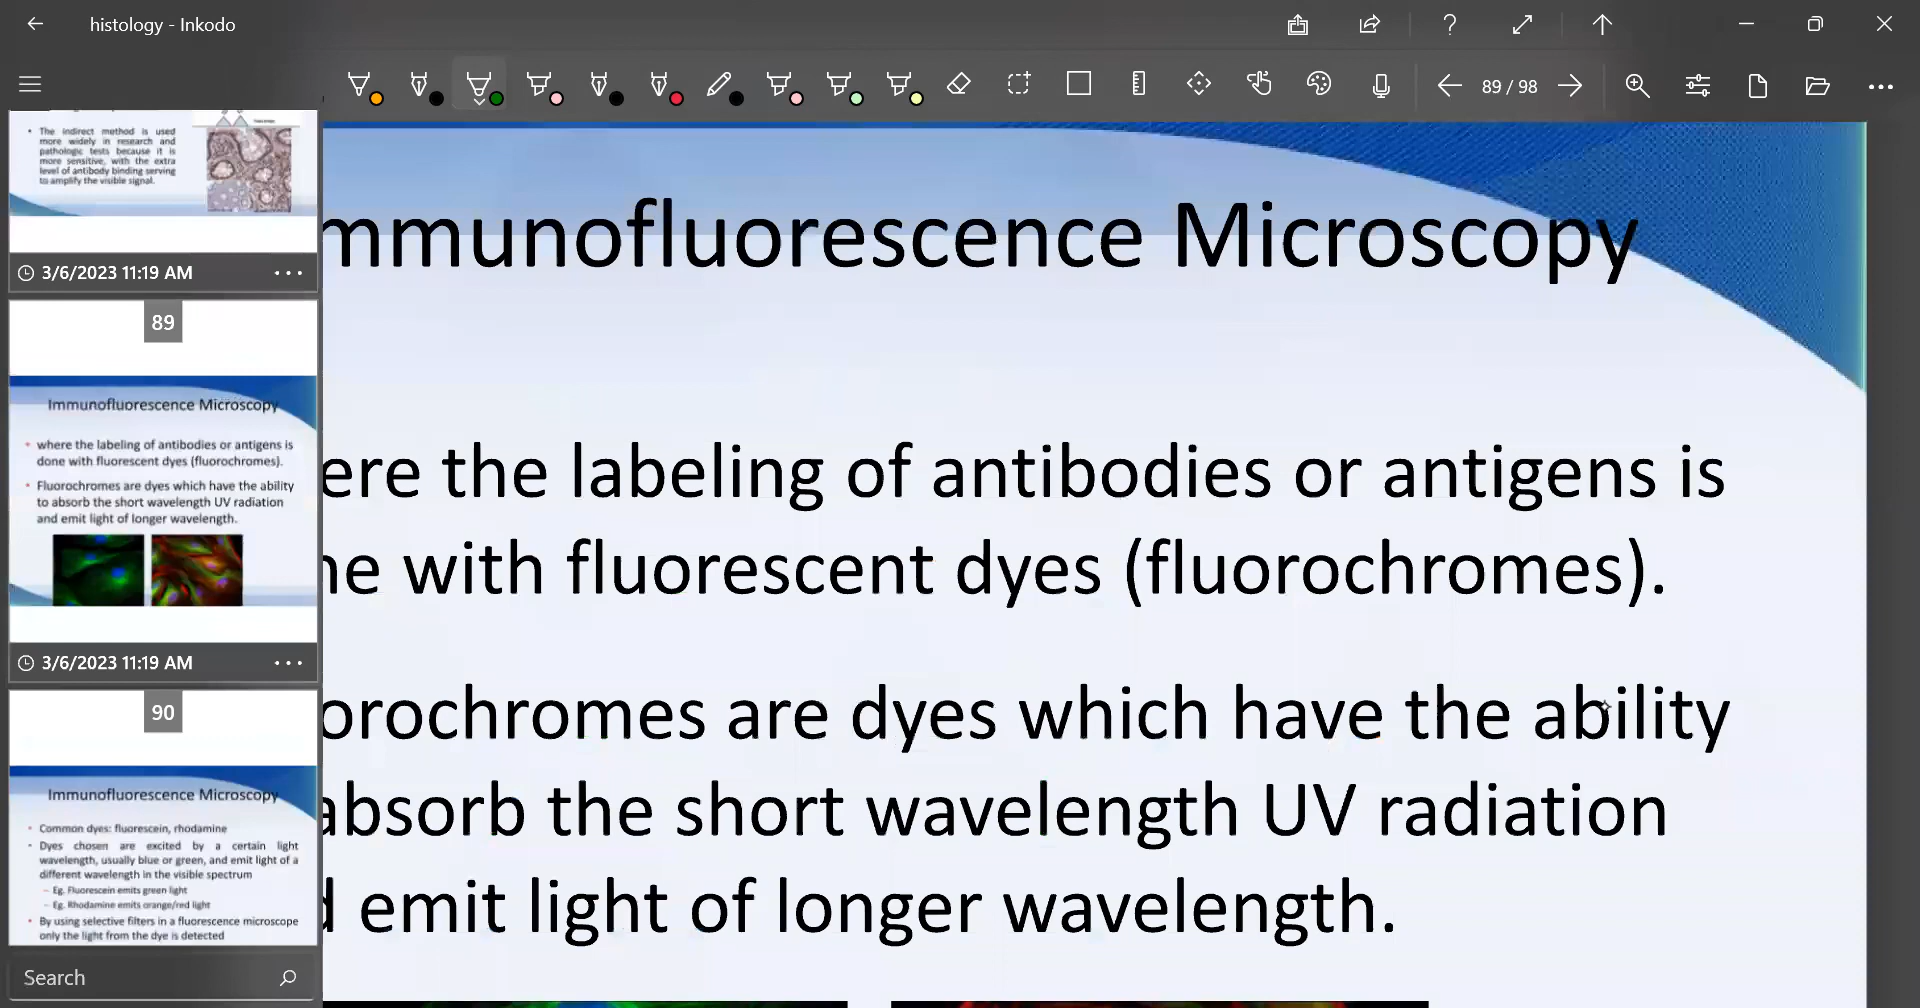 histology - Inkodo
89 / 98
• The indirect method is used
more widely in research and
pathologic tests because it is
more sensitive, with the extra
level of antibody binding serving
to amplify the visible signal.
3/6/2023 11:19 AM
89
Immunofluorescence Microscopy
• where the labeling of antibodies or antigens is
done with fluorescent dyes (fluorochromes).
• Fluorochromes are dyes which have the ability
to absorb the short wavelength UV radiation
and emit light of longer wavelength.
3/6/2023 11:19 AM
90
Immunofluorescence Microscopy
• Common dyes: fluorescein, rhodamine
• Dyes chosen are excited by a certain light
wavelength, usually blue or green, and emit light of a
different wavelength in the visible spectrum
– Eg. Fluorescein emits green light
– Eg. Rhodamine emits orange/red light
• By using selective filters in a fluorescence microscope
only the light from the dye is detected
Search
mmunofluorescence Microscopy
ere the labeling of antibodies or antigens is
ne with fluorescent dyes (fluorochromes).
orochromes are dyes which have the ability
absorb the short wavelength UV radiation
d emit light of longer wavelength.